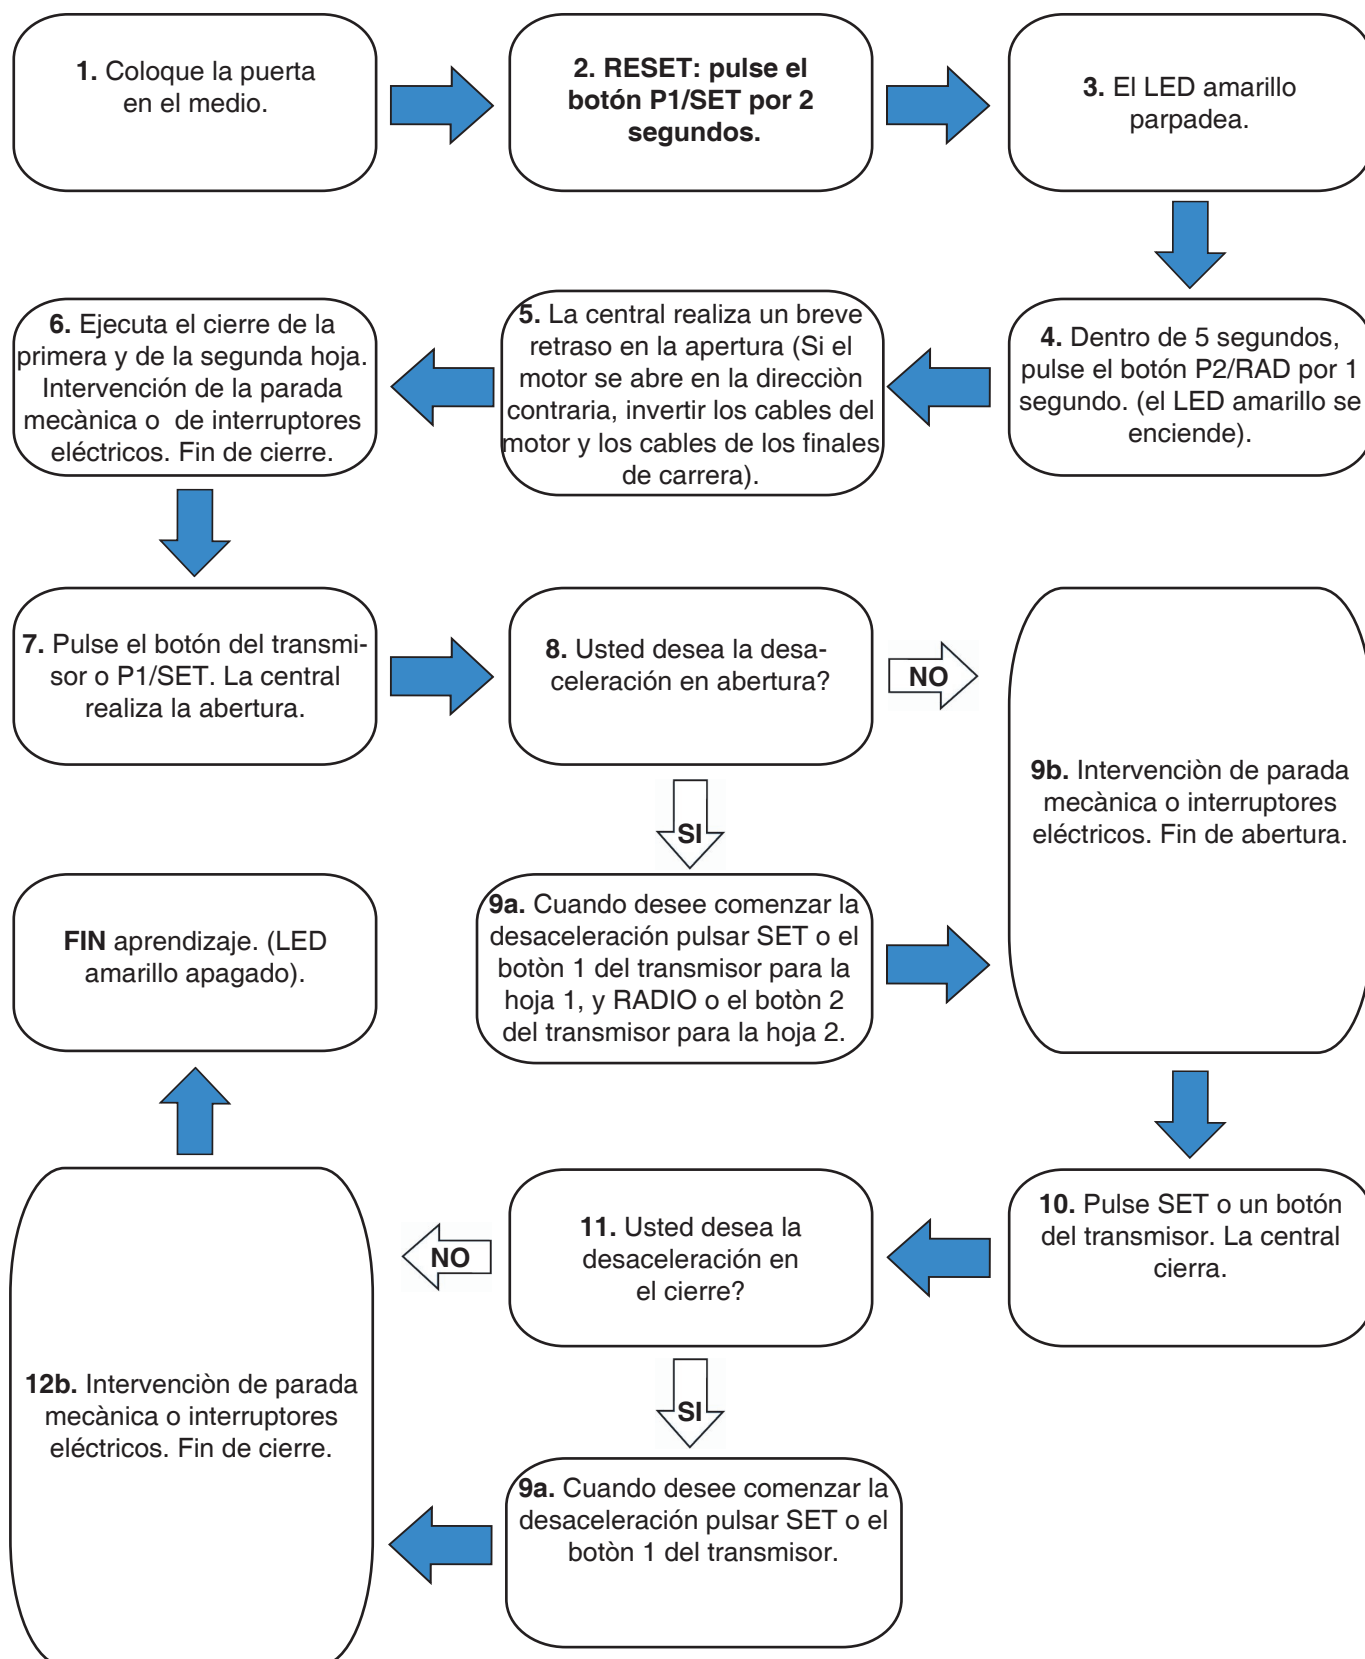 1. Coloque la puerta
en el medio.
2. RESET: pulse el
botón P1/SET por 2
segundos.
3. El LED amarillo
parpadea.
4. Dentro de 5 segundos,
pulse el botón P2/RAD por 1
segundo. (el LED amarillo se
enciende).
5. La central realiza un breve
retraso en la apertura (Si el
motor se abre en la direcciòn
contraria, invertir los cables del
motor y los cables de los finales
de carrera).
6. Ejecuta el cierre de la
primera y de la segunda hoja.
Intervención de la parada
mecànica o  de interruptores
eléctricos. Fin de cierre.
7. Pulse el botón del transmi-
sor o P1/SET. La central
realiza la abertura.
8. Usted desea la desa-
celeración en abertura?
NO
SI
9a. Cuando desee comenzar la
desaceleración pulsar SET o el
botòn 1 del transmisor para la
hoja 1, y RADIO o el botòn 2
del transmisor para la hoja 2.
9b. Intervenciòn de parada
mecànica o interruptores
eléctricos. Fin de abertura.
10. Pulse SET o un botón
del transmisor. La central
cierra.
11. Usted desea la
desaceleración en
el cierre?
NO
SI
9a. Cuando desee comenzar la
desaceleración pulsar SET o el
botòn 1 del transmisor.
12b. Intervenciòn de parada
mecànica o interruptores
eléctricos. Fin de cierre.
FIN aprendizaje. (LED
amarillo apagado).